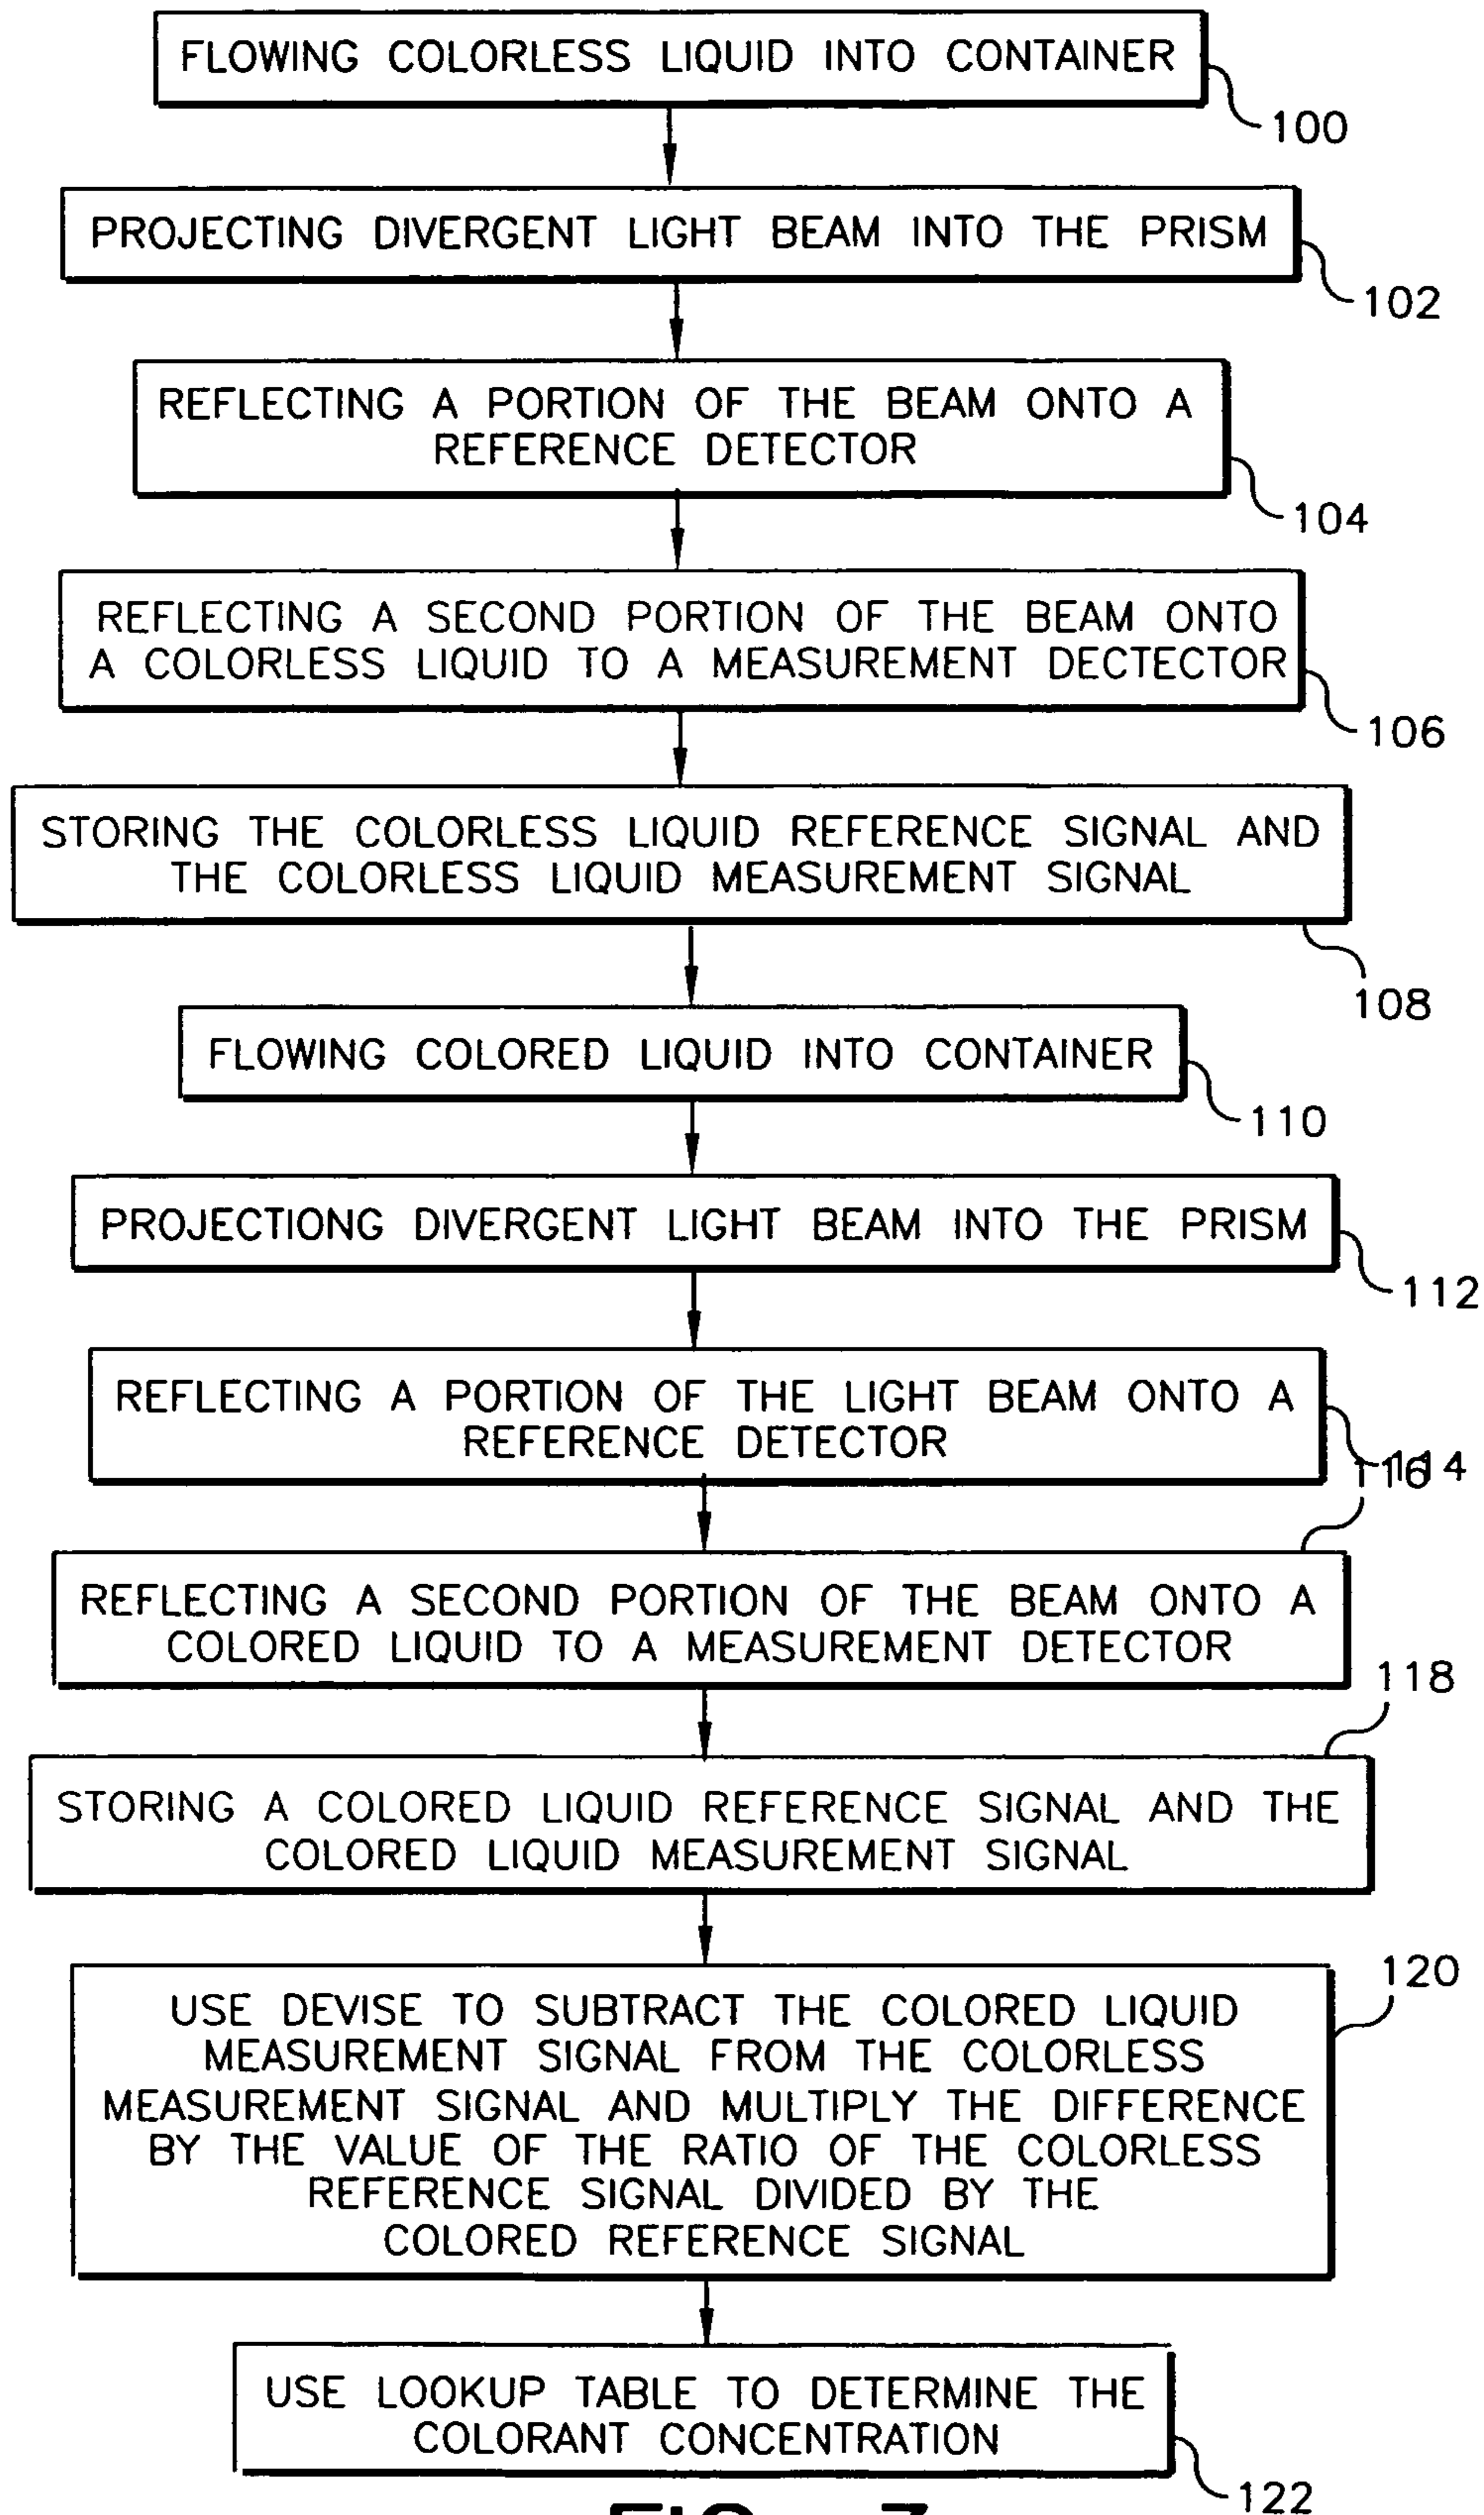 FLOWING COLORLESS LIQUID INTO CONTAINER
100
PROJECTING DIVERGENT LIGHT BEAM INTO THE PRISM
102
REFLECTING A PORTION OF THE BEAM ONTO A
REFERENCE DETECTOR
104
REFLECTING A SECOND PORTION OF THE BEAM ONTO
A COLORLESS LIQUID TO A MEASUREMENT DECTECTOR
106
STORING THE COLORLESS LIQUID REFERENCE SIGNAL AND
THE COLORLESS LIQUID MEASUREMENT SIGNAL
108
FLOWING COLORED LIQUID INTO CONTAINER
110
PROJECTIONG DIVERGENT LIGHT BEAM INTO THE PRISM
112
REFLECTING A PORTION OF THE LIGHT BEAM ONTO A
REFERENCE DETECTOR
114
116
REFLECTING A SECOND PORTION OF THE BEAM ONTO A
COLORED LIQUID TO A MEASUREMENT DETECTOR
118
STORING A COLORED LIQUID REFERENCE SIGNAL AND THE
COLORED LIQUID MEASUREMENT SIGNAL
120
USE DEVISE TO SUBTRACT THE COLORED LIQUID
MEASUREMENT SIGNAL FROM THE COLORLESS
MEASUREMENT SIGNAL AND MULTIPLY THE DIFFERENCE
BY THE VALUE OF THE RATIO OF THE COLORLESS
REFERENCE SIGNAL DIVIDED BY THE
COLORED REFERENCE SIGNAL
USE LOOKUP TABLE TO DETERMINE THE
COLORANT CONCENTRATION
122